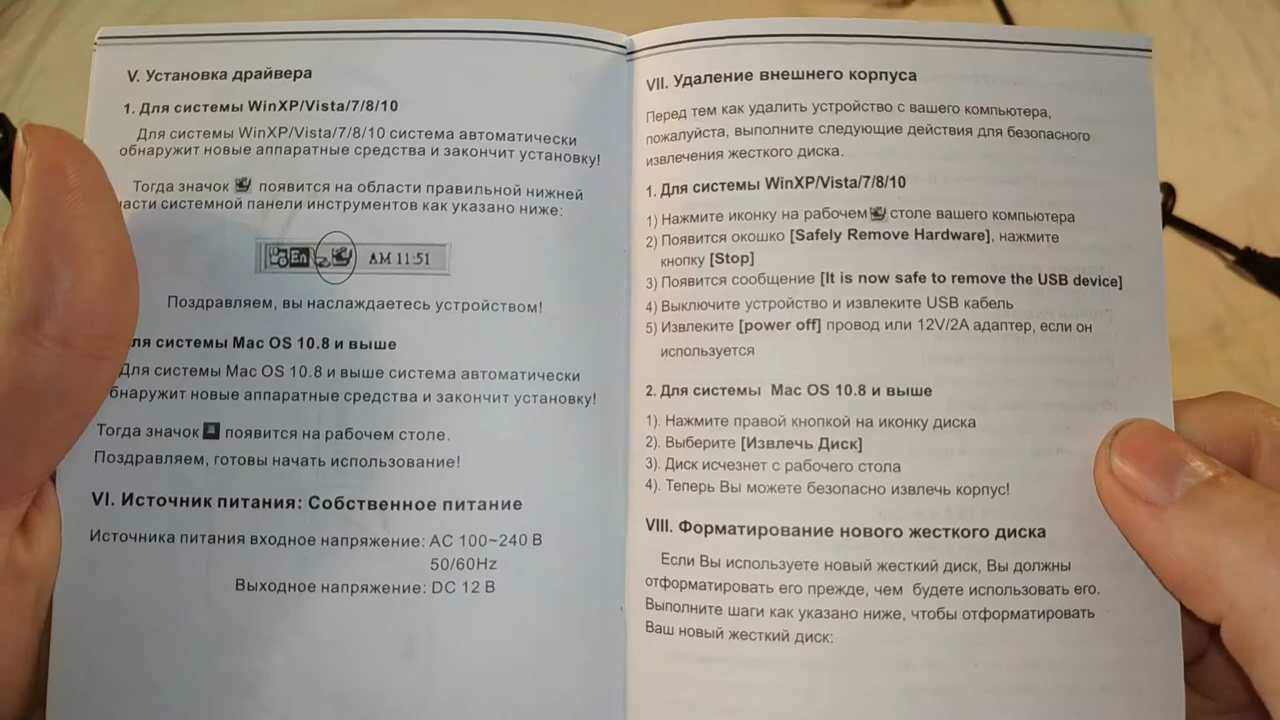 V. Установка драйвера
1. Для системы WinXP/Vista/7/8/10
Для системы WinXP/Vista/7/8/10 система автоматически
обнаружит новые аппаратные средства и закончит установку!
Тогда значок появится на области правильной нижней
части системной панели инструментов как указано ниже:
En AM 11:51
Поздравляем, вы наслаждаетесь устройством!
для системы Mac OS 10.8 и выше
Для системы Mac OS 10.8 и выше система автоматически
обнаружит новые аппаратные средства и закончит установку!
Тогда значок появится на рабочем столе.
Поздравляем, готовы начать использование!
VI. Источник питания: Собственное питание
Источника питания входное напряжение: AC 100~240 В
50/60Hz
Выходное напряжение: DC 12 В
VII. Удаление внешнего корпуса
Перед тем как удалить устройство с вашего компьютера,
пожалуйста, выполните следующие действия для безопасного
извлечения жесткого диска.
1. Для системы WinXP/Vista/7/8/10
1) Нажмите иконку на рабочем столе вашего компьютера
2) Появится окошко [Safely Remove Hardware], нажмите
кнопку [Stop]
3) Появится сообщение [It is now safe to remove the USB device]
4) Выключите устройство и извлеките USB кабель
5) Извлеките [power off] провод или 12V/2A адаптер, если он
используется
2. Для системы Mac OS 10.8 и выше
1). Нажмите правой кнопкой на иконку диска
2). Выберите [Извлечь Диск]
3). Диск исчезнет с рабочего стола
4). Теперь Вы можете безопасно извлечь корпус!
VIII. Форматирование нового жесткого диска
Если Вы используете новый жесткий диск, Вы должны
отформатировать его прежде, чем будете использовать его.
Выполните шаги как указано ниже, чтобы отформатировать
Ваш новый жесткий диск: